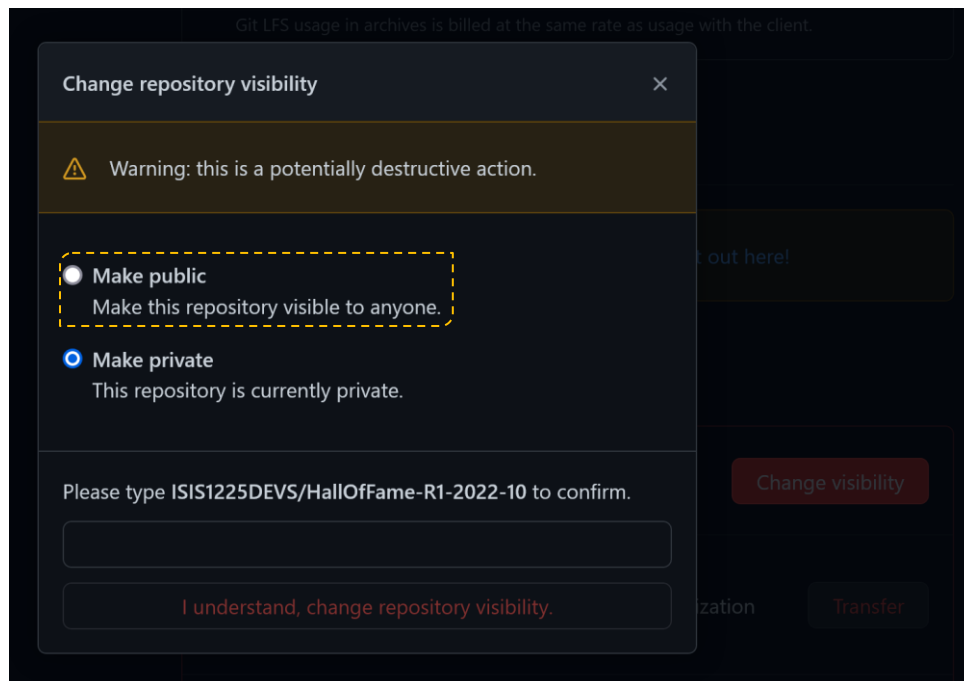 Git LFS usage in archives is billed at the same rate as usage with the client.
Change repository visibility
Warning: this is a potentially destructive action.
Make public
Make this repository visible to anyone.
t out here!
Make private
This repository is currently private.
Change visibility
Please type ISIS1225DEVS/HallOfFame-R1-2022-10 to confirm.
I understand, change repository visibility.
ization
Transfer